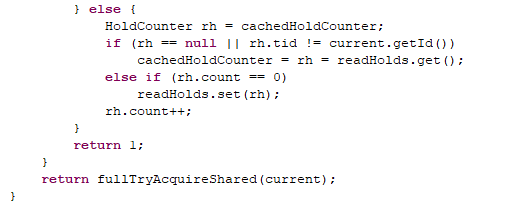 } else {
HoldCounter rh = cachedHoldCounter;
if (rh == null || rh.tid != current.getId())
cachedHoldCounter = rh = readHolds.get();
else if (rh.count == 0)
readHolds.set(rh);
rh.count++;
}
return 1;
}
return fullTryAcquireShared(current);
}